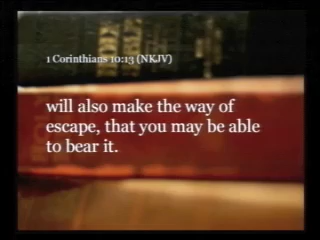 1 Corinthians 10:13 (NKJV)
will also make the way of
escape, that you may be able
to bear it.